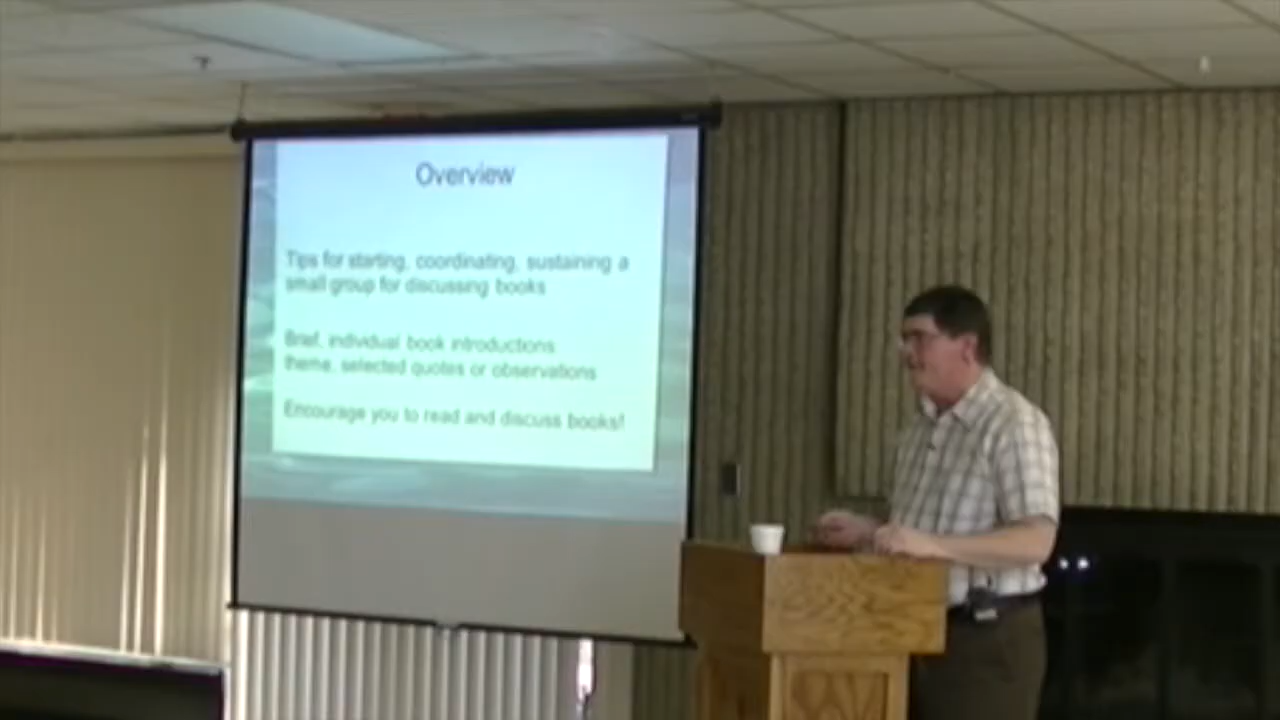 Overview
Tips for starting, coordinating, sustaining a
small group for discussing books
Brief, individual book introductions
theme, selected quotes or observations
Encourage you to read and discuss books!